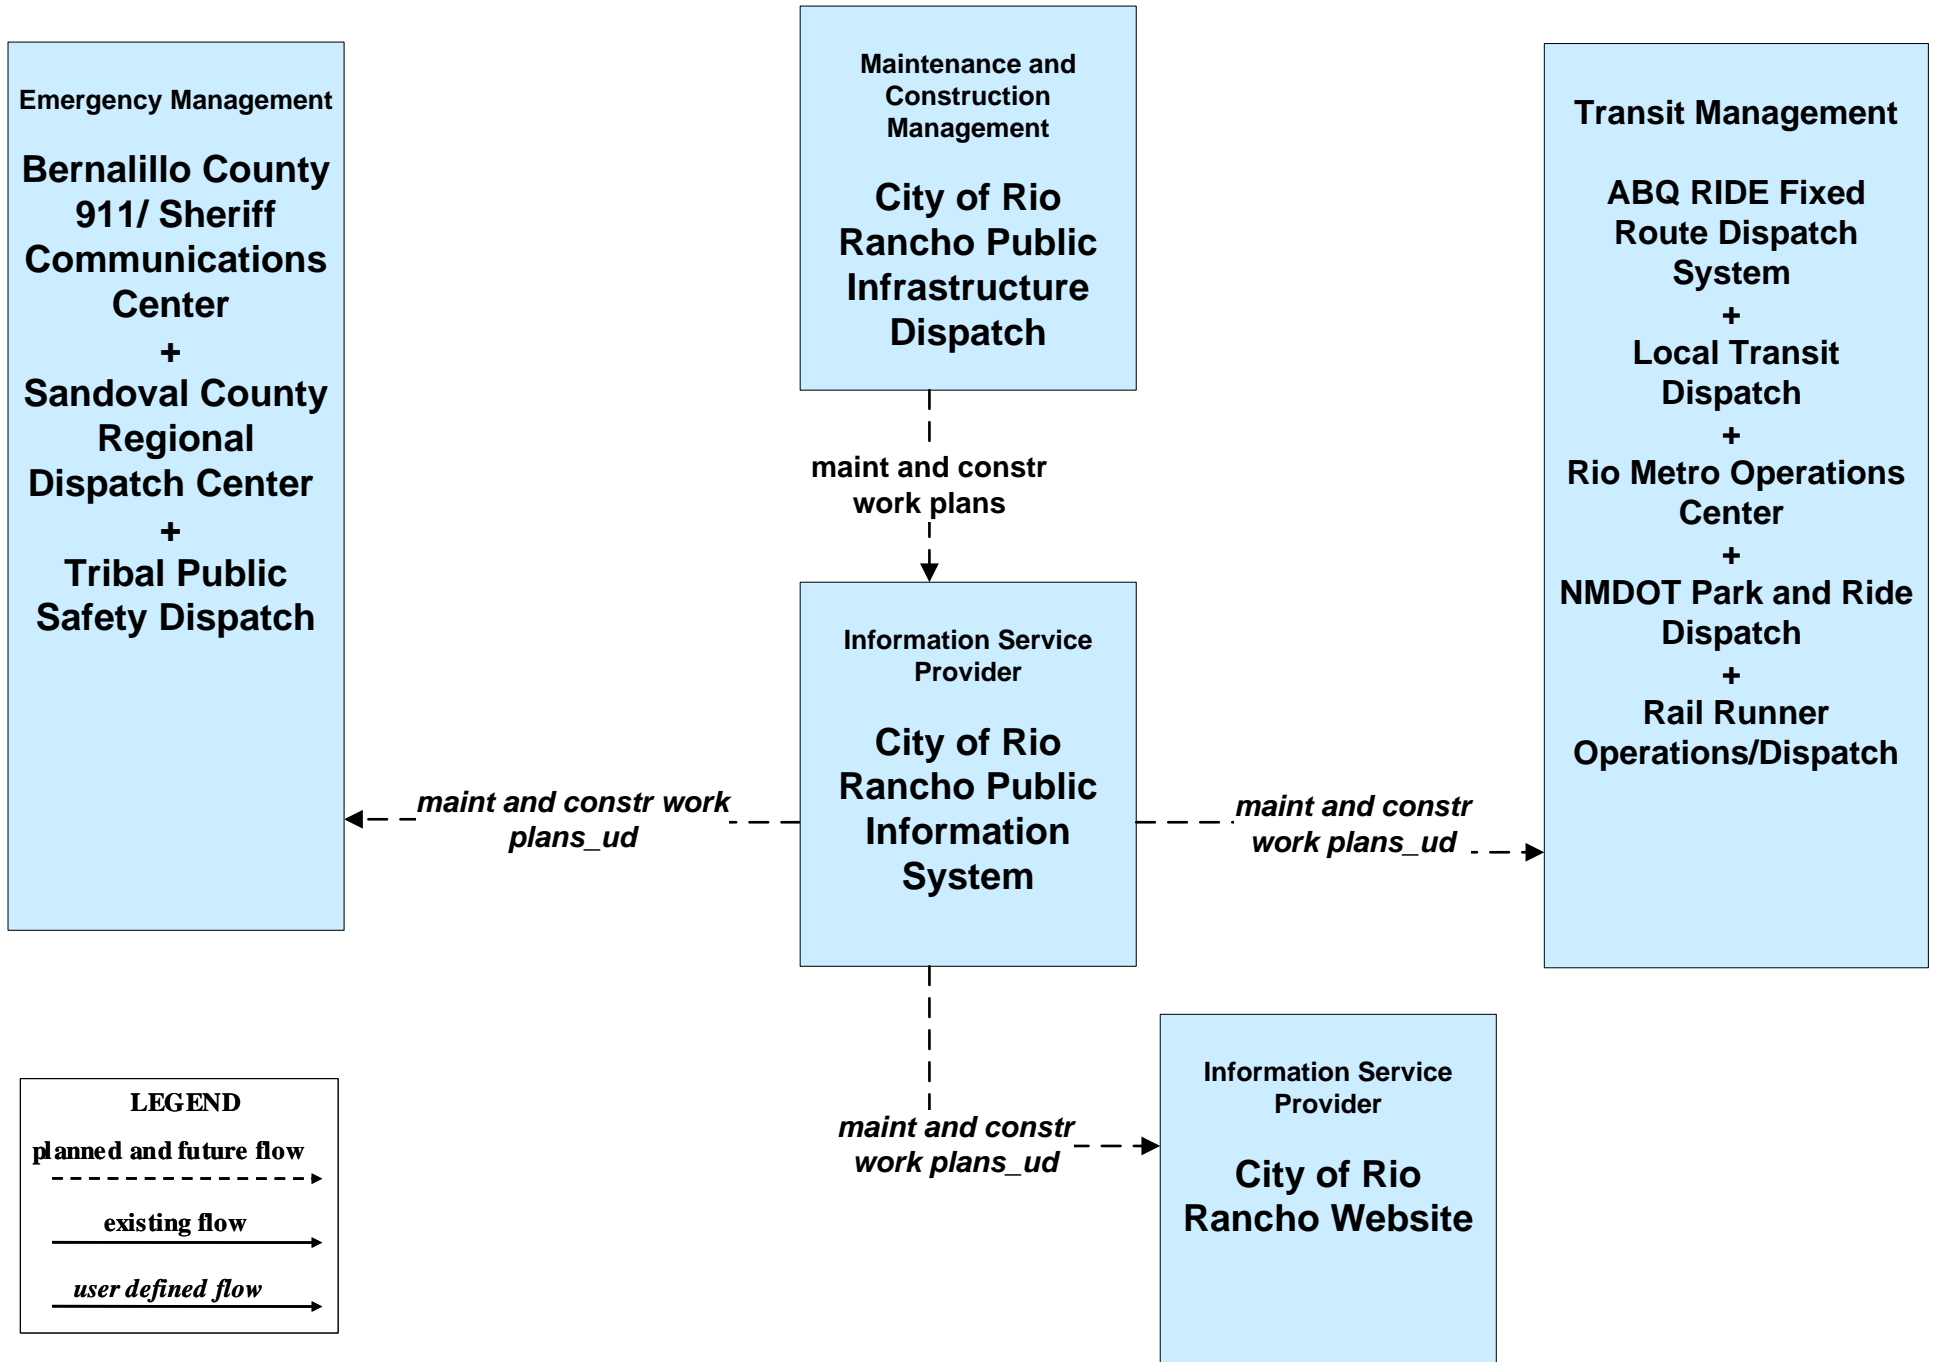 Emergency Management
Bernalillo County
911/ Sheriff
Communications
Center
+
Sandoval County
Regional
Dispatch Center
+
Tribal Public
Safety Dispatch
Maintenance and
Construction
Management
City of Rio
Rancho Public
Infrastructure
Dispatch
maint and constr
work plans
Information Service
Provider
City of Rio
Rancho Public
Information
System
maint and constr work
plans_ud
maint and constr
work plans_ud
Transit Management
ABQ RIDE Fixed
Route Dispatch
System
+
Local Transit
Dispatch
+
Rio Metro Operations
Center
+
NMDOT Park and Ride
Dispatch
+
Rail Runner
Operations/Dispatch
maint and constr
work plans_ud
Information Service
Provider
City of Rio
Rancho Website
LEGEND
planned and future flow
existing flow
user defined flow